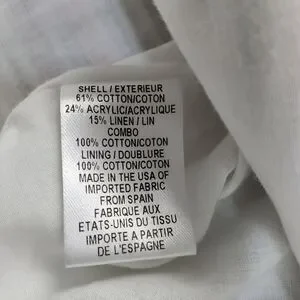 SHELL / EXTERIEUR
61% COTTON/COTON
24% ACRYLIC/ACRYLIQUE
15% LINEN / LIN
COMBO
100% COTTON/COTON
LINING / DOUBLURE
100% COTTON/COTON
MADE IN THE USA OF
IMPORTED FABRIC
FROM SPAIN
FABRIQUE AUX
ETATS-UNIS DU TISSU
IMPORTE A PARTIR
DE L'ESPAGNE